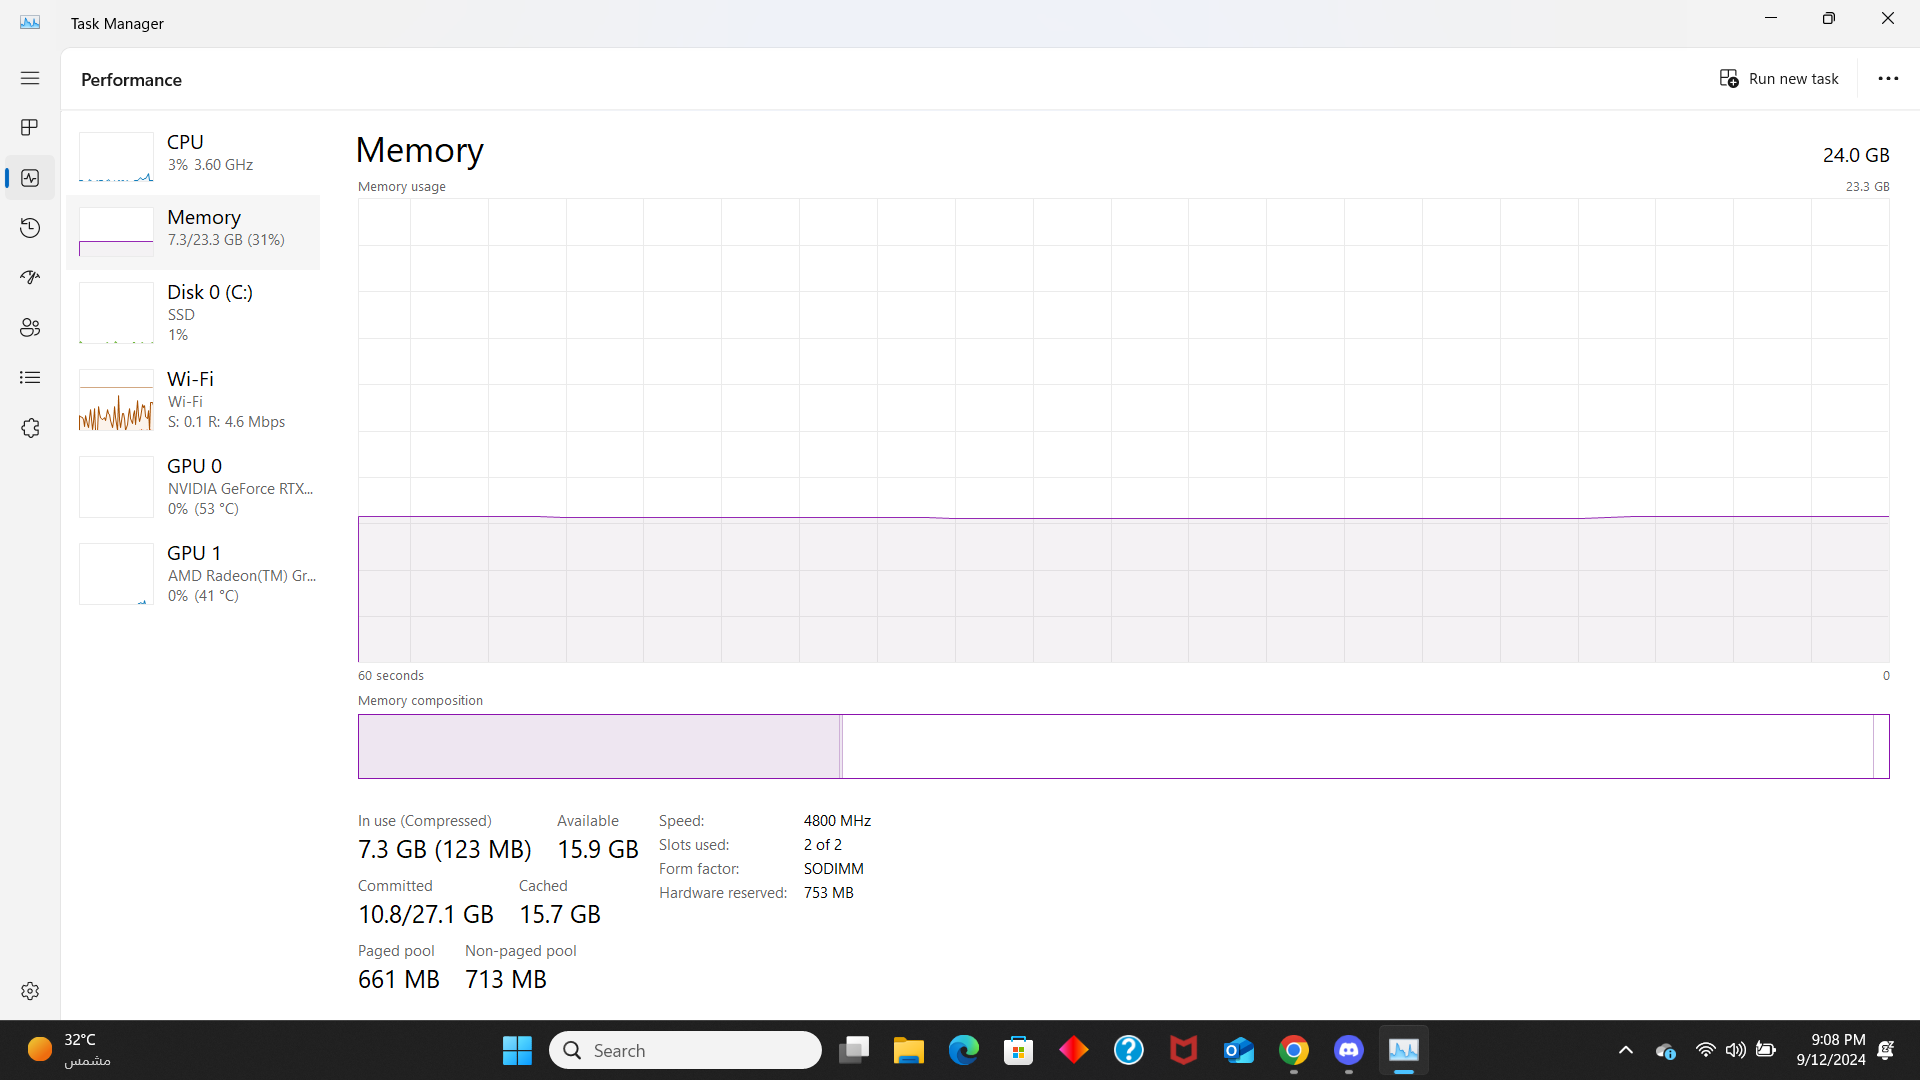 Task Manager
Performance
Run new task
CPU
3% 3.60 GHz
Memory
7.3/23.3 GB (31%)
Disk 0 (C:)
SSD
1%
Wi-Fi
Wi-Fi
S: 0.1 R: 4.6 Mbps
GPU 0
NVIDIA GeForce RTX...
0% (53 °C)
GPU 1
AMD Radeon(TM) Gr...
0% (41 °C)
Memory
24.0 GB
Memory usage
23.3 GB
60 seconds
0
Memory composition
In use (Compressed)
7.3 GB (123 MB)
Available
15.9 GB
Committed
10.8/27.1 GB
Cached
15.7 GB
Paged pool
661 MB
Non-paged pool
713 MB
Speed: 4800 MHz
Slots used: 2 of 2
Form factor: SODIMM
Hardware reserved: 753 MB
32°C
مشمس
Search
9:08 PM
9/12/2024